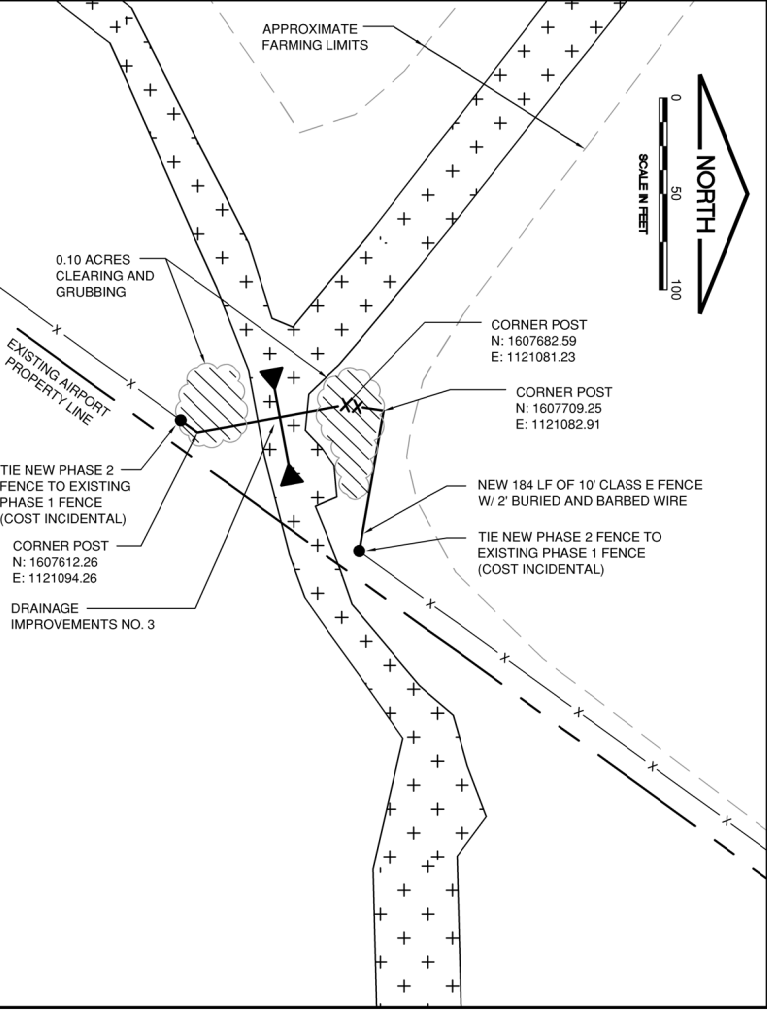 APPROXIMATE
FARMING LIMITS
0
50
100
SCALE IN FEET
NORTH
0.10 ACRES
CLEARING AND
GRUBBING
CORNER POST
N: 1607682.59
E: 1121081.23
EXISTING AIRPORT
PROPERTY LINE
CORNER POST
N: 1607709.25
E: 1121082.91
TIE NEW PHASE 2
FENCE TO EXISTING
PHASE 1 FENCE
(COST INCIDENTAL)
NEW 184 LF OF 10' CLASS E FENCE
W/ 2' BURIED AND BARBED WIRE
TIE NEW PHASE 2 FENCE TO
EXISTING PHASE 1 FENCE
(COST INCIDENTAL)
CORNER POST
N: 1607612.26
E: 1121094.26
DRAINAGE
IMPROVEMENTS NO. 3